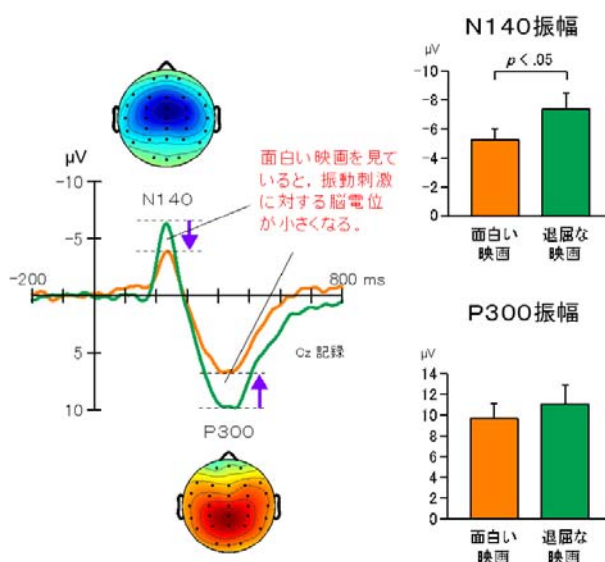 N140振幅
μV
-10
-8
-6
-4
-2
0
p < .05
面白い
映画
退屈な
映画
μV
-10
-5
5
10
N140
面白い映画を見て
いると，振動刺激
に対する脳電位
が小さくなる。
-200
800 ms
Cz 記録
P300
P300振幅
μV
14
12
10
8
6
4
2
0
面白い
映画
退屈な
映画